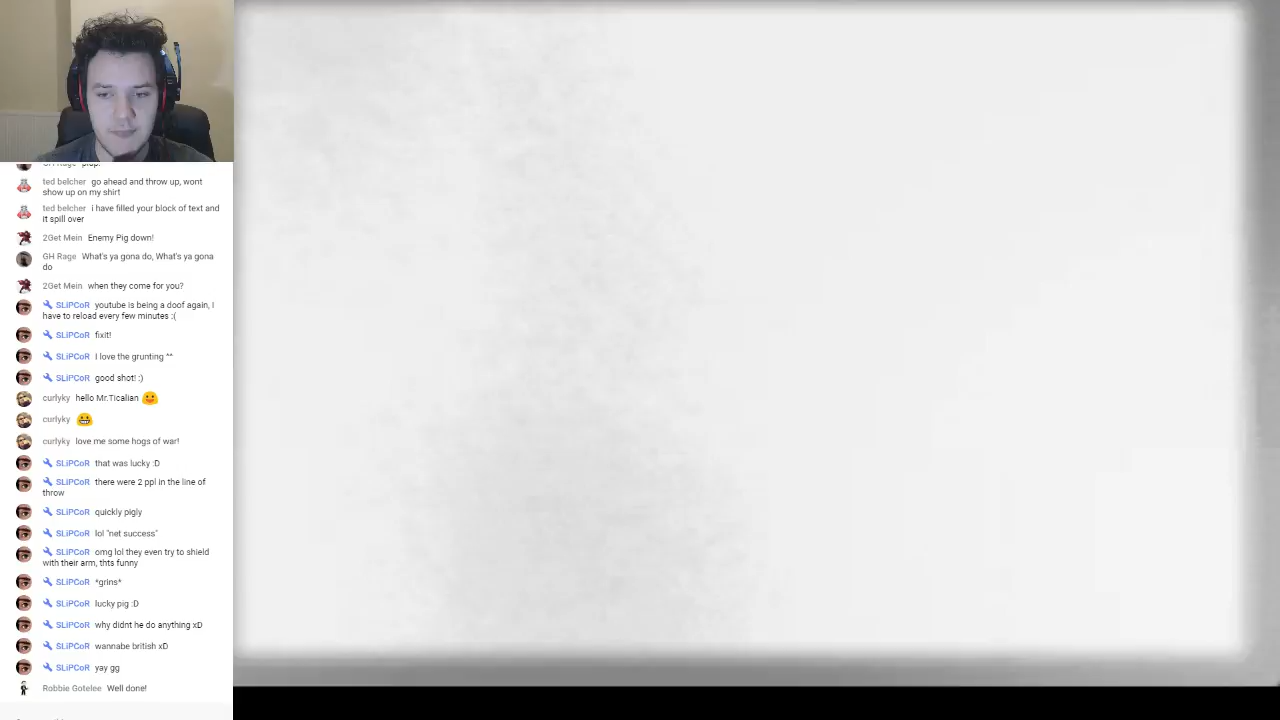 ted belcher go ahead and throw up, wont
show up on my shirt
ted belcher i have filled your block of text and
it spill over
2Get Mein Enemy Pig down!
GH Rage What's ya gona do, What's ya gona
do
2Get Mein when they come for you?
SLiPCoR youtube is being a doof again, I
have to reload every few minutes :(
SLiPCoR fixit!
SLiPCoR I love the grunting ^^
SLiPCoR good shot! :)
curlyky hello Mr.Ticalian
curlyky
curlyky love me some hogs of war!
SLiPCoR that was lucky :D
SLiPCoR there were 2 ppl in the line of
throw
SLiPCoR quickly pigly
SLiPCoR lol "net success"
SLiPCoR omg lol they even try to shield
with their arm, thts funny
SLiPCoR *grins*
SLiPCoR lucky pig :D
SLiPCoR why didnt he do anything xD
SLiPCoR wannabe british xD
SLiPCoR yay gg
Robbie Gotelee Well done!